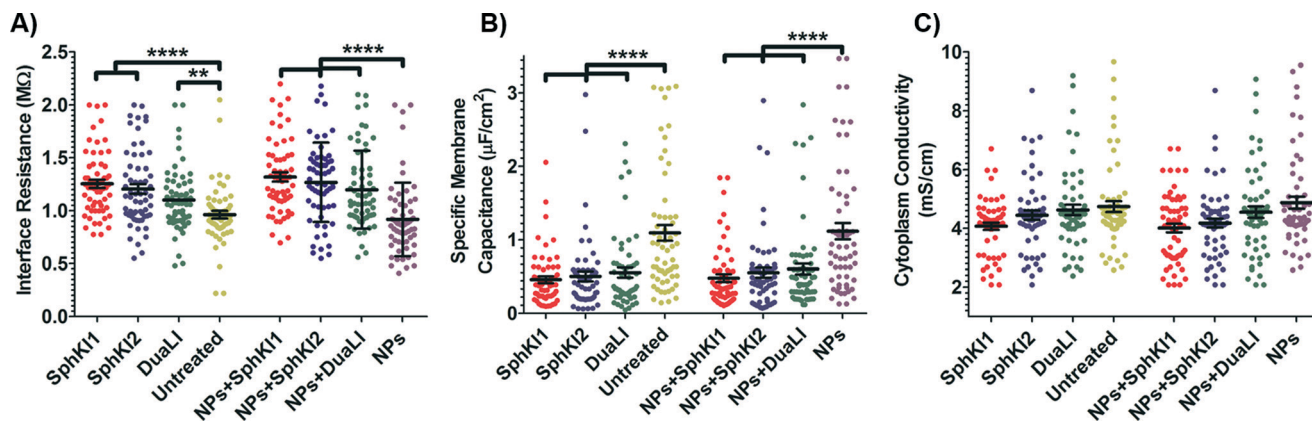 A)
Interface Resistance (MΩ)
2.5
2.0
1.5
1.0
0.5
0.0
****
**
****
SphKI1
SphKI2
DuaLI
Untreated
NPs+SphKI1
NPs+SphKI2
NPs+DuaLI
NPs
B)
Specific Membrane
Capacitance (µF/cm²)
3
2
1
0
****
****
SphKI1
SphKI2
DuaLI
Untreated
NPs+SphKI1
NPs+SphKI2
NPs+DuaLI
NPs
C)
Cytoplasm Conductivity
(mS/cm)
10
8
6
4
2
SphKI1
SphKI2
DuaLI
Untreated
NPs+SphKI1
NPs+SphKI2
NPs+DuaLI
NPs